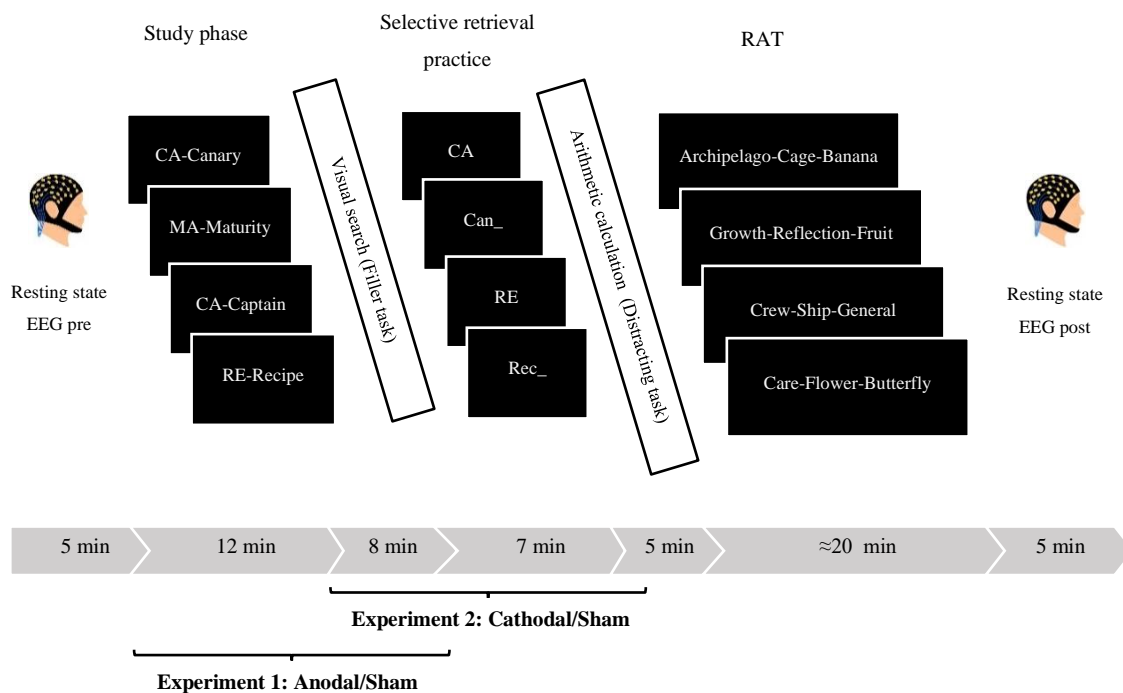 Study phase
Selective retrieval
practice
RAT
CA-Canary
MA-Maturity
CA-Captain
RE-Recipe
Visual search (Filler task)
CA
Can_
RE
Rec_
Arithmetic calculation (Distracting task)
Archipelago-Cage-Banana
Growth-Reflection-Fruit
Crew-Ship-General
Care-Flower-Butterfly
Resting state
EEG pre
Resting state
EEG post
5 min
12 min
8 min
7 min
5 min
≈20 min
5 min
Experiment 2: Cathodal/Sham
Experiment 1: Anodal/Sham